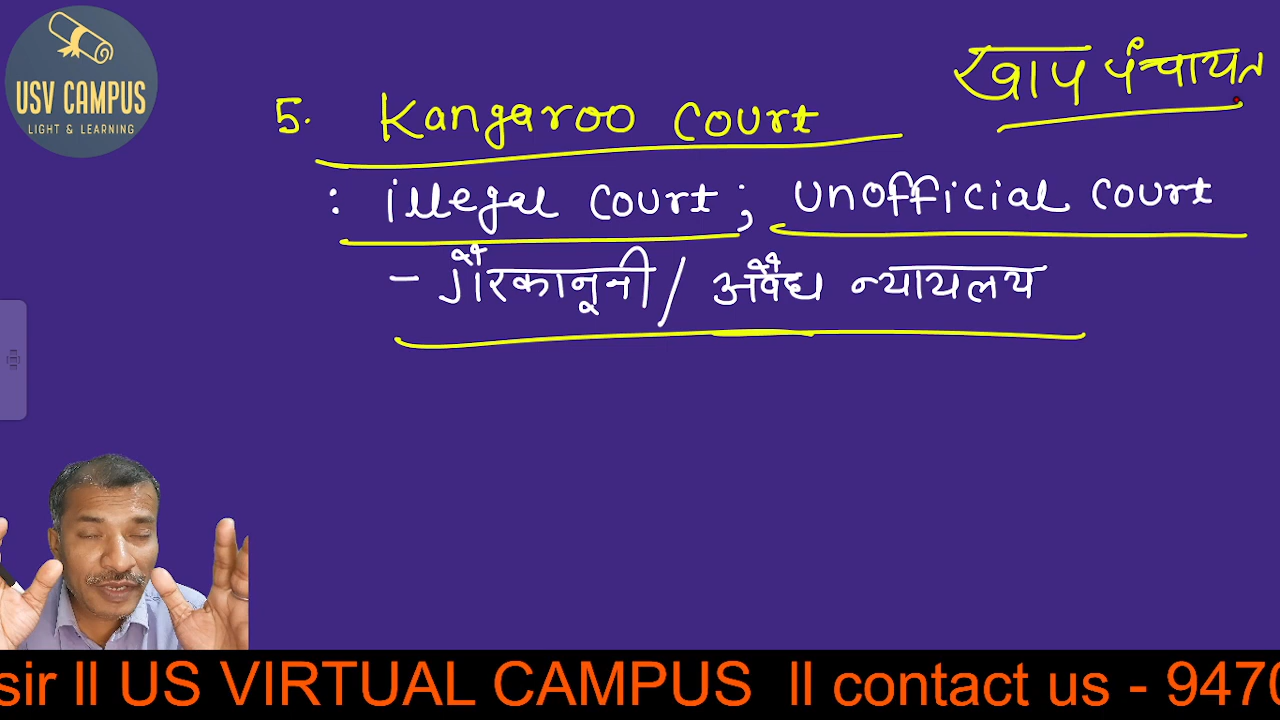 USV CAMPUS
LIGHT & LEARNING
खाप पंचायत
5. Kangaroo Court
: illegal court ; unofficial court
- गैरकानूनी / अवैध न्यायलय
sir ll US VIRTUAL CAMPUS ll contact us - 9470